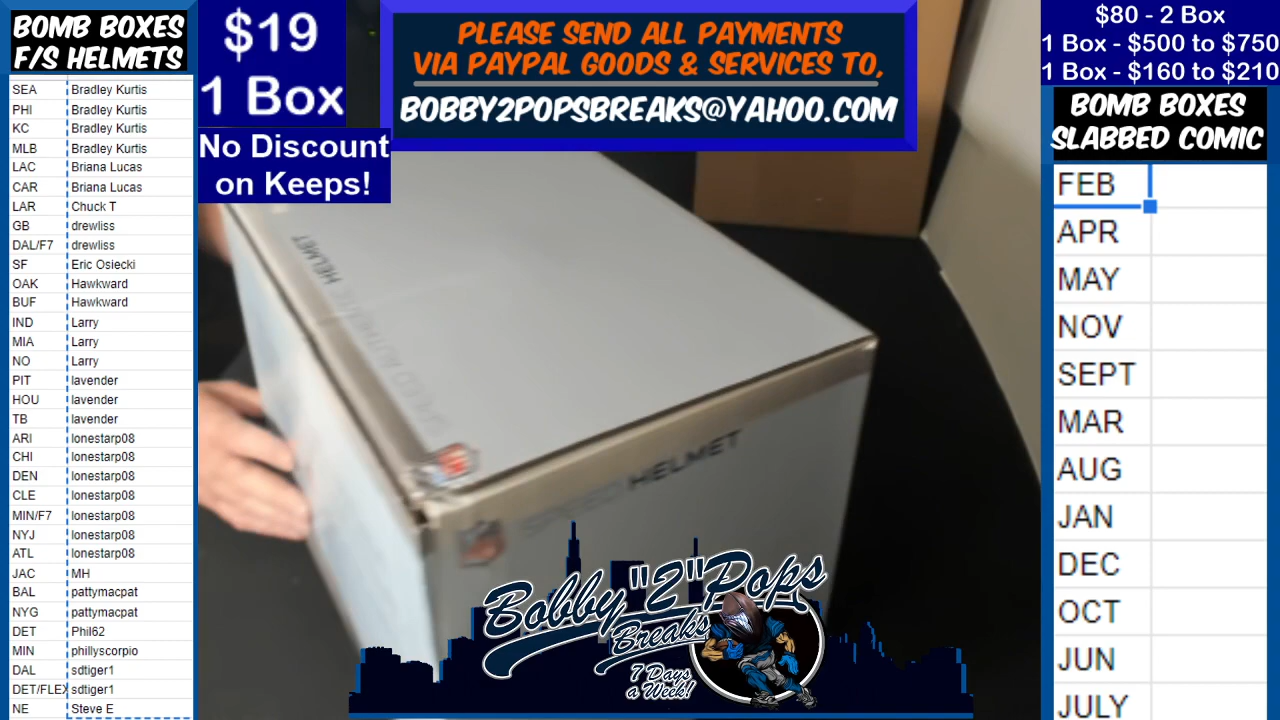 BOMB BOXES
F/S HELMETS
SEA Bradley Kurtis
PHI Bradley Kurtis
KC Bradley Kurtis
MLB Bradley Kurtis
LAC Briana Lucas
CAR Briana Lucas
LAR Chuck T
GB drewliss
DAL/F7 drewliss
SF Eric Osiecki
OAK Hawkward
BUF Hawkward
IND Larry
MIA Larry
NO Larry
PIT lavender
HOU lavender
TB lavender
ARI lonestarp08
CHI lonestarp08
DEN lonestarp08
CLE lonestarp08
MIN/F7 lonestarp08
NYJ lonestarp08
ATL lonestarp08
JAC MH
BAL pattymacpat
NYG pattymacpat
DET Phil62
MIN phillyscorpio
DAL sdtiger1
DET/FLEX sdtiger1
NE Steve E
$19
1 Box
No Discount
on Keeps!
PLEASE SEND ALL PAYMENTS
VIA PAYPAL GOODS & SERVICES TO,
BOBBY2POPSBREAKS@YAHOO.COM
SPEED AUTHENTIC HELMET
SPEED HELMET
Bobby "2" Pops
Breaks
7 Days
a Week!
$80 - 2 Box
1 Box - $500 to $750
1 Box - $160 to $210
BOMB BOXES
SLABBED COMIC
FEB
APR
MAY
NOV
SEPT
MAR
AUG
JAN
DEC
OCT
JUN
JULY